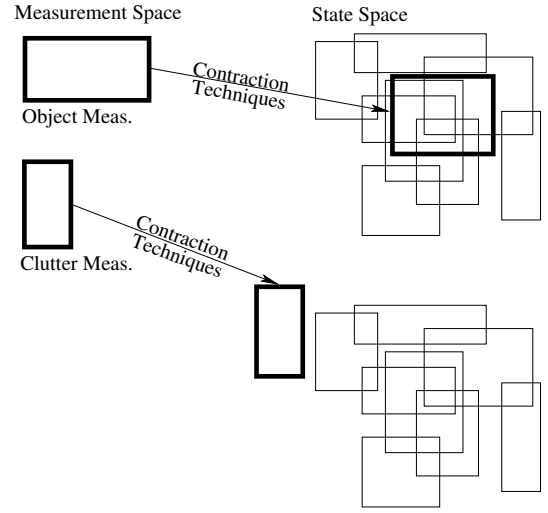 Measurement Space
State Space
Contraction
Techniques
Object Meas.
Contraction
Techniques
Clutter Meas.